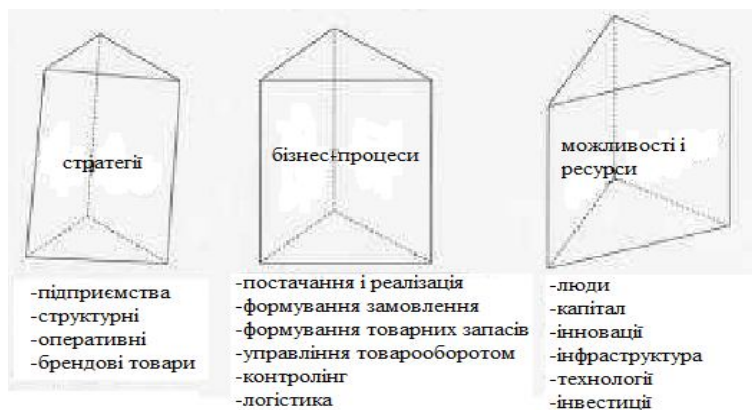 стратегії
бізнес-процеси
можливості і
ресурси
-підприємства
-структурні
-оперативні
-брендові товари
-постачання і реалізація
-формування замовлення
-формування товарних запасів
-управління товарооборотом
-контролінг
-логістика
-люди
-капітал
-інновації
-інфраструктура
-технології
-інвестиції